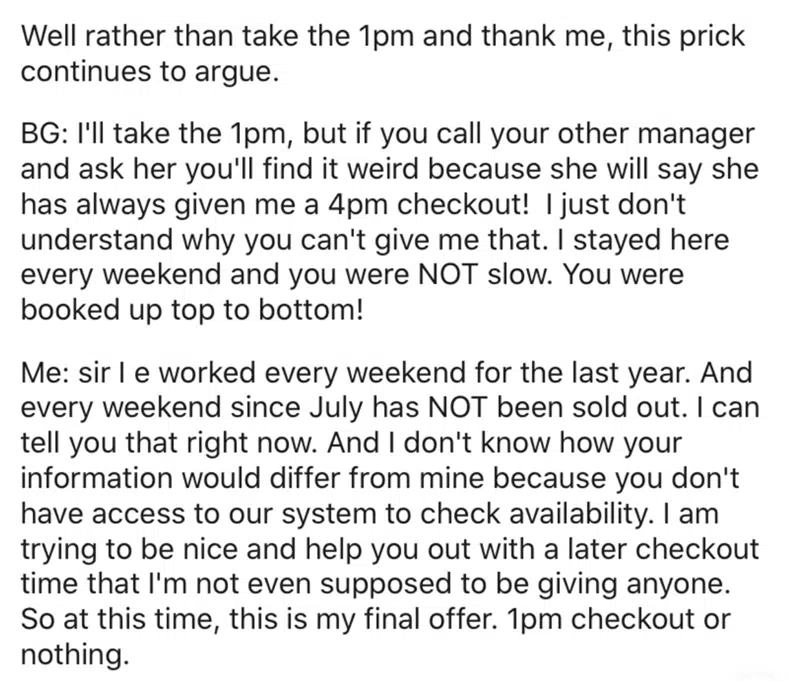 Well rather than take the 1pm and thank me, this prick
continues to argue.
BG: I'll take the 1pm, but if you call your other manager
and ask her you'll find it weird because she will say she
has always given me a 4pm checkout!  I just don't
understand why you can't give me that. I stayed here
every weekend and you were NOT slow. You were
booked up top to bottom!
Me: sir I e worked every weekend for the last year. And
every weekend since July has NOT been sold out. I can
tell you that right now. And I don't know how your
information would differ from mine because you don't
have access to our system to check availability. I am
trying to be nice and help you out with a later checkout
time that I'm not even supposed to be giving anyone.
So at this time, this is my final offer. 1pm checkout or
nothing.